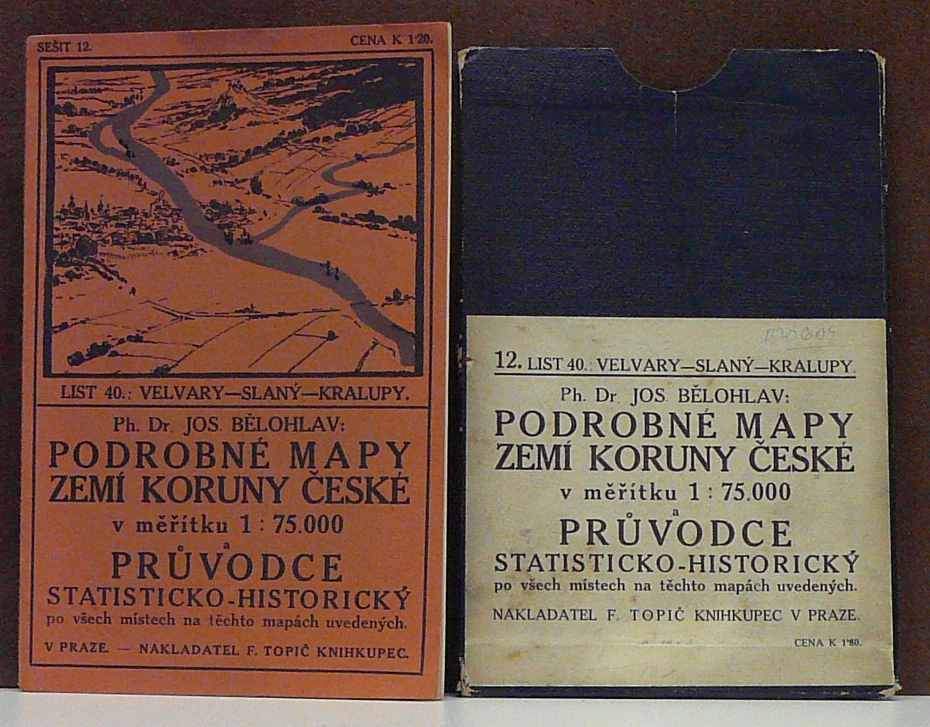 SEŠIT 12.
CENA K 1·20.
LIST 40.: VELVARY—SLANÝ—KRALUPY.
Ph. Dr. JOS. BĚLOHLAV:
PODROBNÉ MAPY
ZEMÍ KORUNY ČESKÉ
v měřítku 1 : 75.000
a
PRŮVODCE
STATISTICKO-HISTORICKÝ
po všech místech na těchto mapách uvedených.
V PRAZE. — NAKLADATEL F. TOPIČ KNIHKUPEC.
12. LIST 40.: VELVARY—SLANÝ—KRALUPY.
Ph. Dr. JOS. BĚLOHLAV:
PODROBNÉ MAPY
ZEMÍ KORUNY ČESKÉ
v měřítku 1 : 75.000
a
PRŮVODCE
STATISTICKO-HISTORICKÝ
po všech místech na těchto mapách uvedených.
NAKLADATEL F. TOPIČ KNIHKUPEC V PRAZE.
CENA K 1·80.